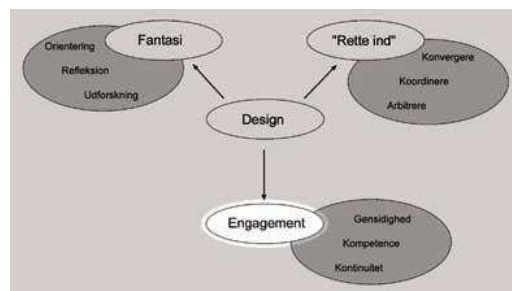 Fantasi
Orientering
Refleksion
Udforskning
"Rette ind"
Konvergere
Koordinere
Arbitrere
Design
Engagement
Gensidighed
Kompetence
Kontinuitet